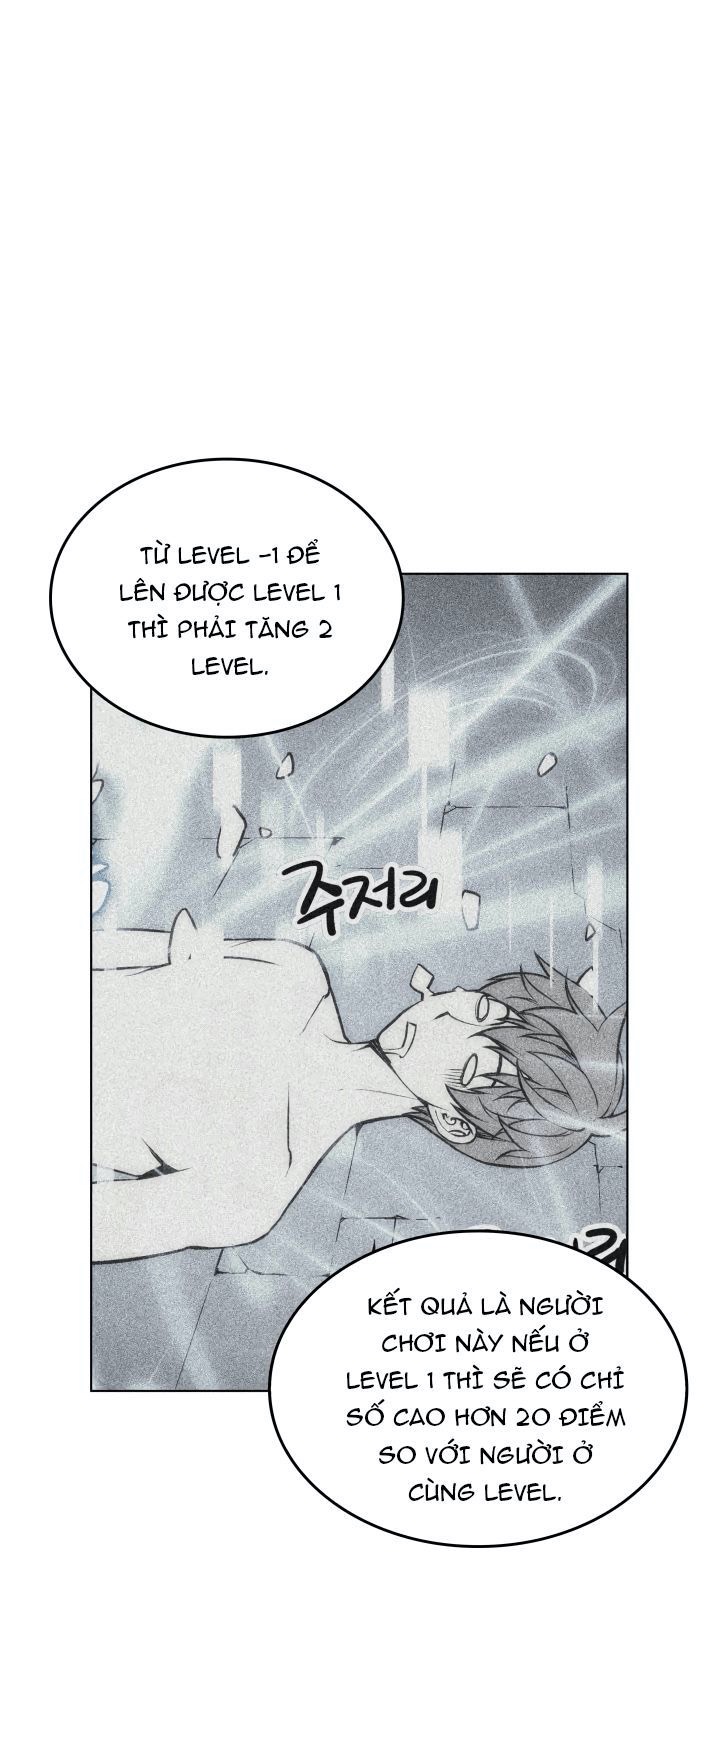 TỪ LEVEL -1 ĐỂ
LÊN ĐƯỢC LEVEL 1
THÌ PHẢI TĂNG 2
LEVEL.
주저리
KẾT QUẢ LÀ NGƯỜI
CHƠI NÀY NẾU Ở
LEVEL 1 THÌ SẼ CÓ CHỈ
SỐ CAO HƠN 20 ĐIỂM
SO VỚI NGƯỜI Ở
CÙNG LEVEL.